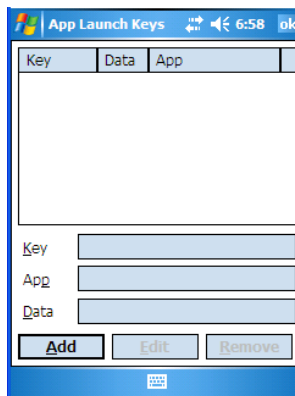 App Launch Keys 6:58 ok
Key Data App
Key
App
Data
Add Edit Remove